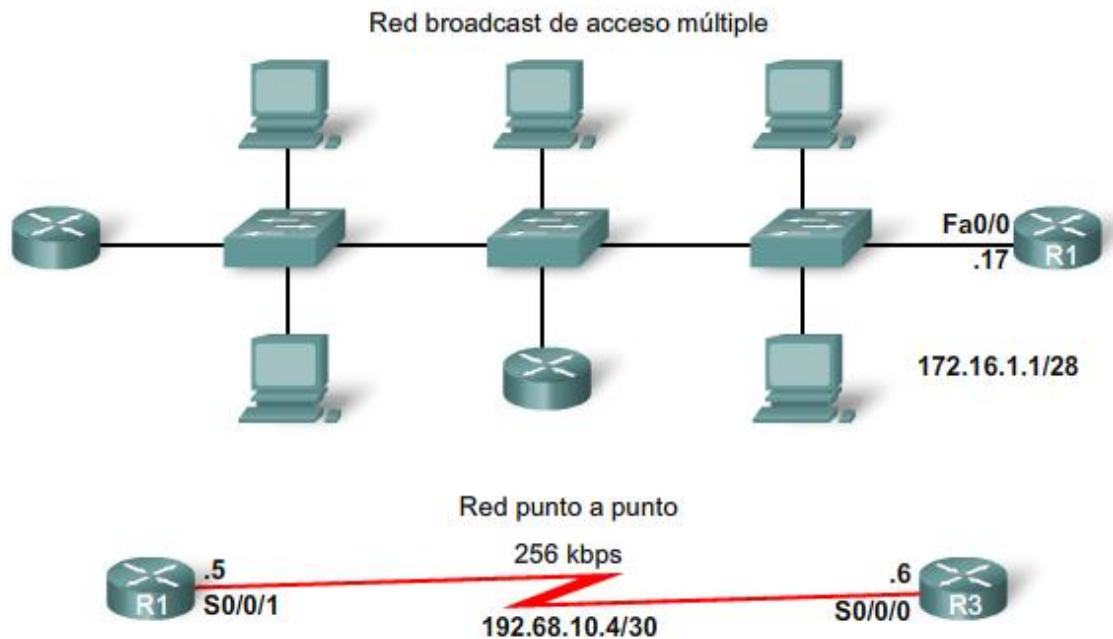 Red broadcast de acceso múltiple
Fa0/0
.17
R1
172.16.1.1/28
Red punto a punto
256 kbps
.5
.6
R1
S0/0/1
S0/0/0
R3
192.68.10.4/30